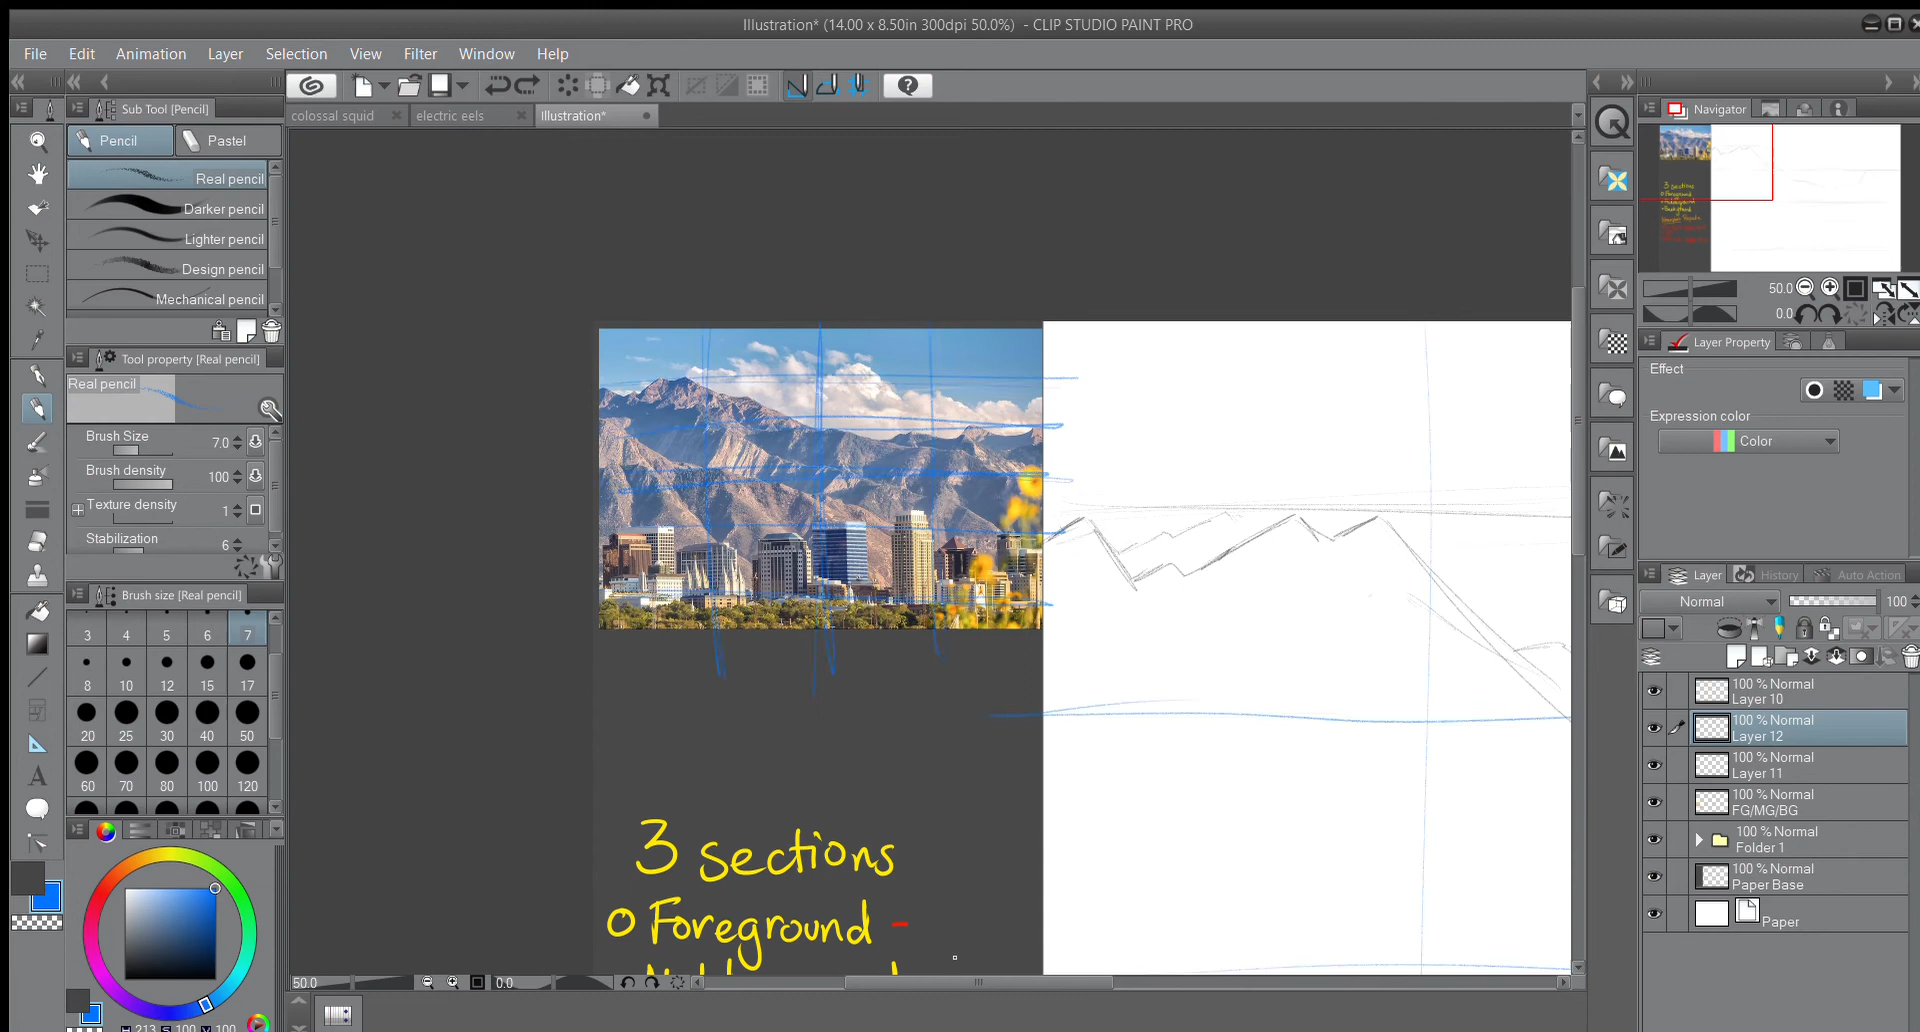 Illustration* (14.00 x 8.50in 300dpi 50.0%) - CLIP STUDIO PAINT PRO
File Edit Animation Layer Selection View Filter Window Help
Sub Tool [Pencil]
Pencil Pastel
Real pencil
Darker pencil
Lighter pencil
Design pencil
Mechanical pencil
Tool property [Real pencil]
Real pencil
Brush Size 7.0
Brush density 100
Texture density 1
Stabilization 6
Brush size [Real pencil]
3 4 5 6 7
8 10 12 15 17
20 25 30 40 50
60 70 80 100 120
H 213 S 100 V 100
colossal squid electric eels Illustration*
3 sections
O Foreground -
50.0 0.0
Navigator
3 sections
50.0
0.0
Layer Property
Effect
Expression color
Color
Layer History Auto Action
Normal 100
100 % Normal
Layer 10
100 % Normal
Layer 12
100 % Normal
Layer 11
100 % Normal
FG/MG/BG
100 % Normal
Folder 1
100 % Normal
Paper Base
Paper